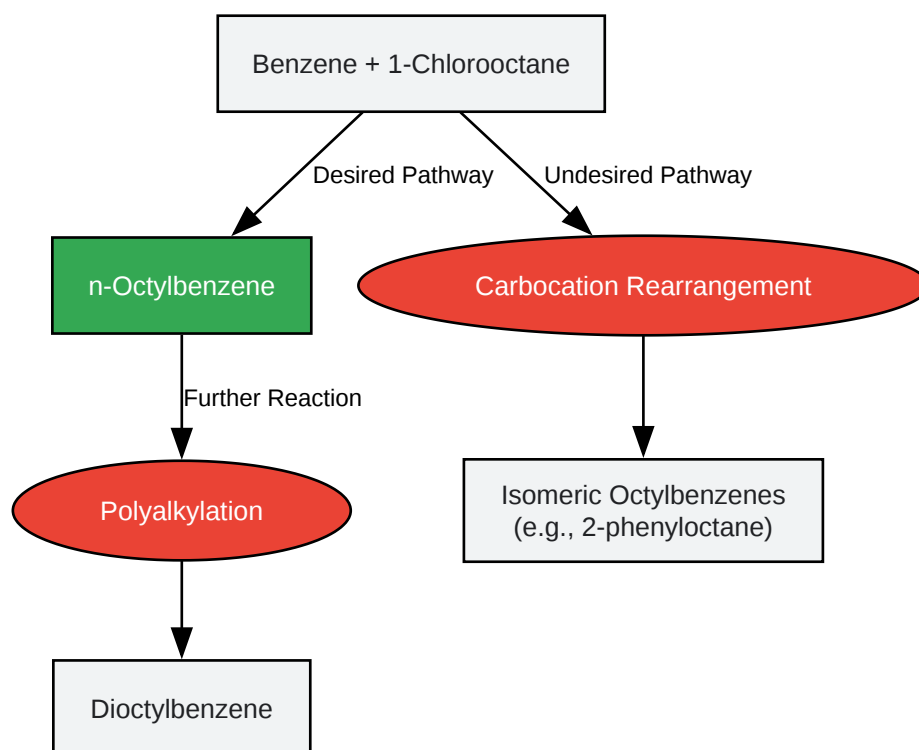 Benzene + 1-Chlorooctane
Desired Pathway
Undesired Pathway
n-Octylbenzene
Carbocation Rearrangement
Further Reaction
Polyalkylation
Isomeric Octylbenzenes
(e.g., 2-phenyloctane)
Dioctylbenzene